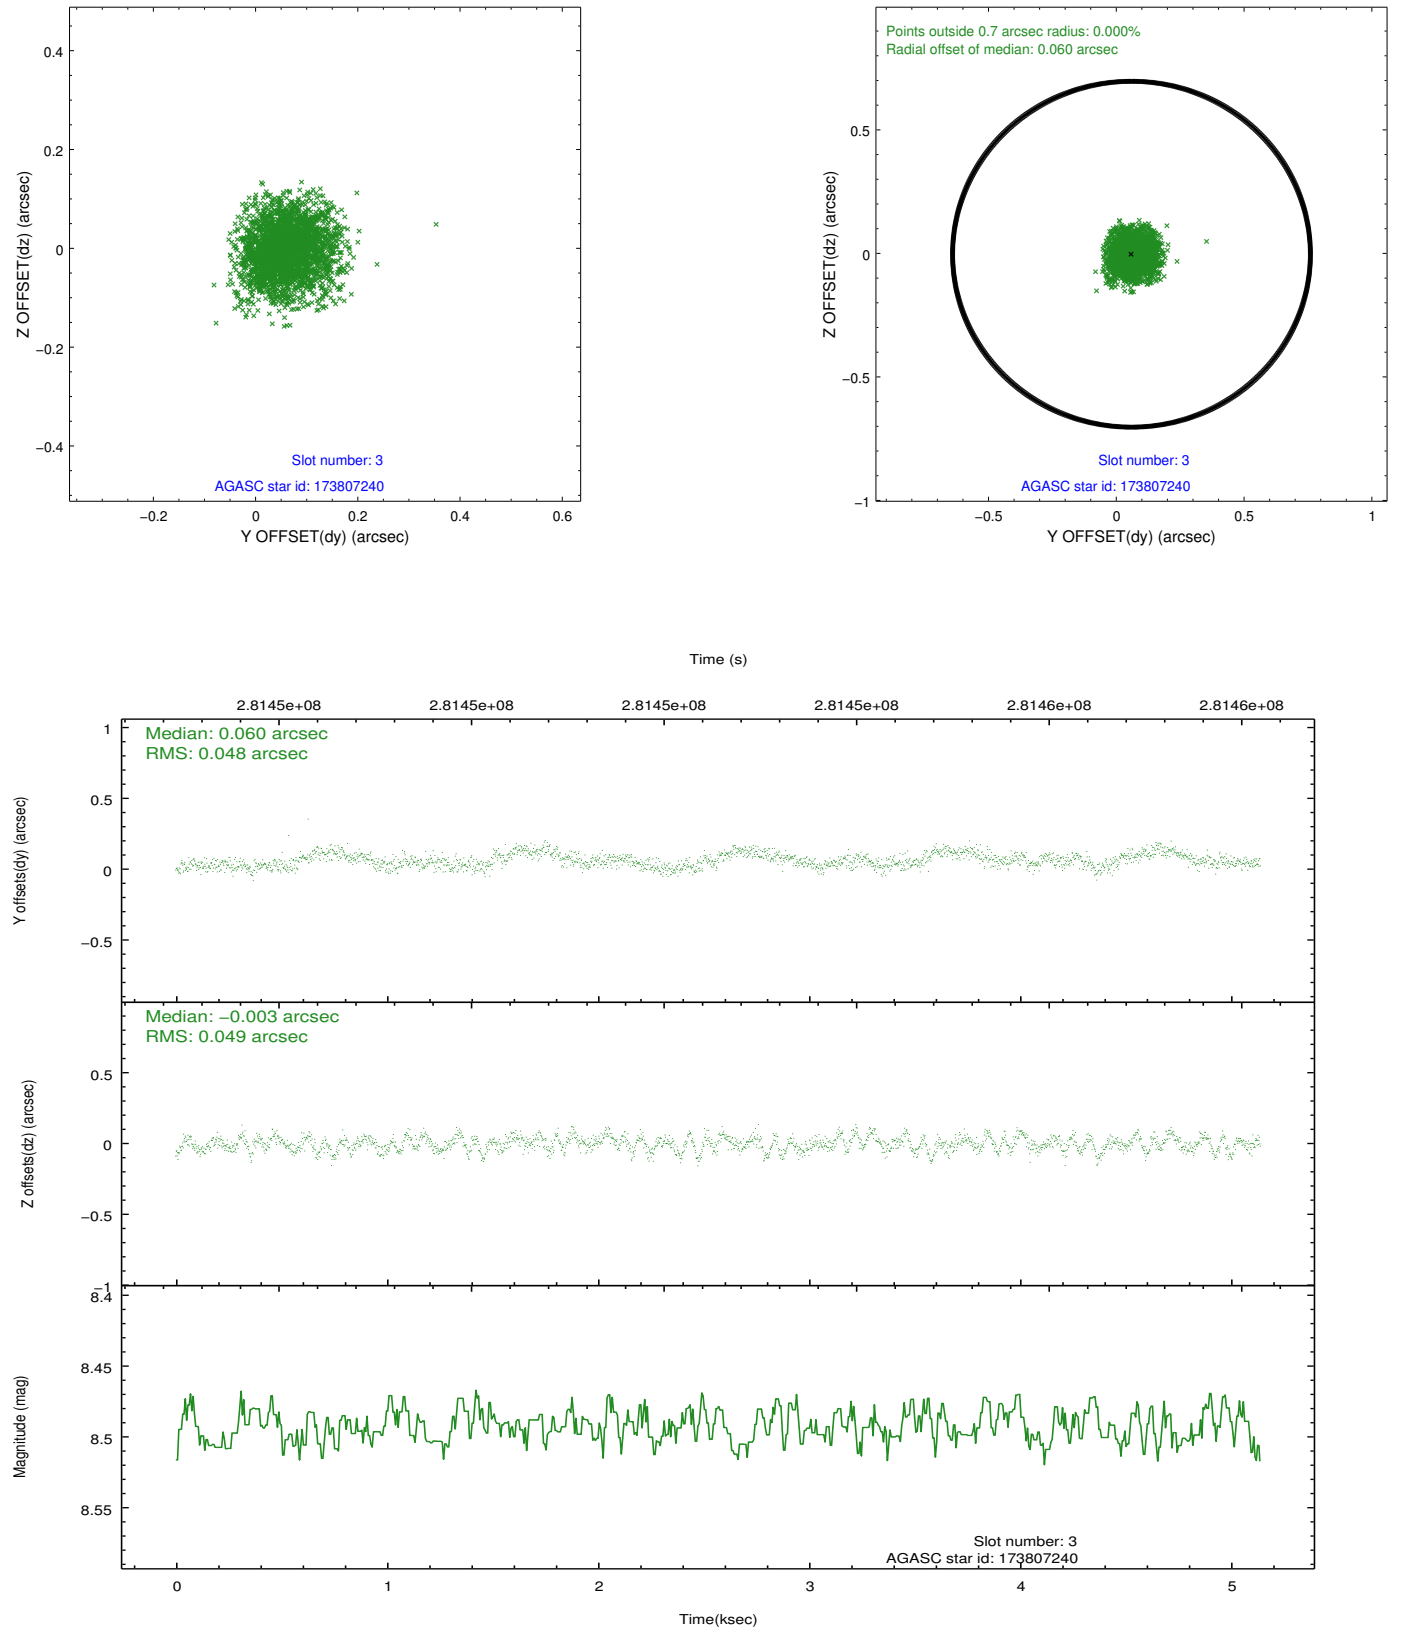 0.4
0.2
0
−0.2
−0.4
Z OFFSET(dz) (arcsec)
Slot number: 3
AGASC star id: 173807240
−0.2 0 0.2 0.4 0.6
Y OFFSET(dy) (arcsec)
Points outside 0.7 arcsec radius: 0.000%
Radial offset of median: 0.060 arcsec
0.5
0
−0.5
−1
Z OFFSET(dz) (arcsec)
Slot number: 3
AGASC star id: 173807240
−0.5 0 0.5 1
Y OFFSET(dy) (arcsec)
Time (s)
2.8145e+08 2.8145e+08 2.8145e+08 2.8145e+08 2.8146e+08 2.8146e+08
Median: 0.060 arcsec
RMS: 0.048 arcsec
1
0.5
0
−0.5
Y offsets(dy) (arcsec)
Median: −0.003 arcsec
RMS: 0.049 arcsec
0.5
0
−0.5
−1
Z offsets(dz) (arcsec)
8.4
8.45
8.5
8.55
Magnitude (mag)
Slot number: 3
AGASC star id: 173807240
0 1 2 3 4 5
Time(ksec)